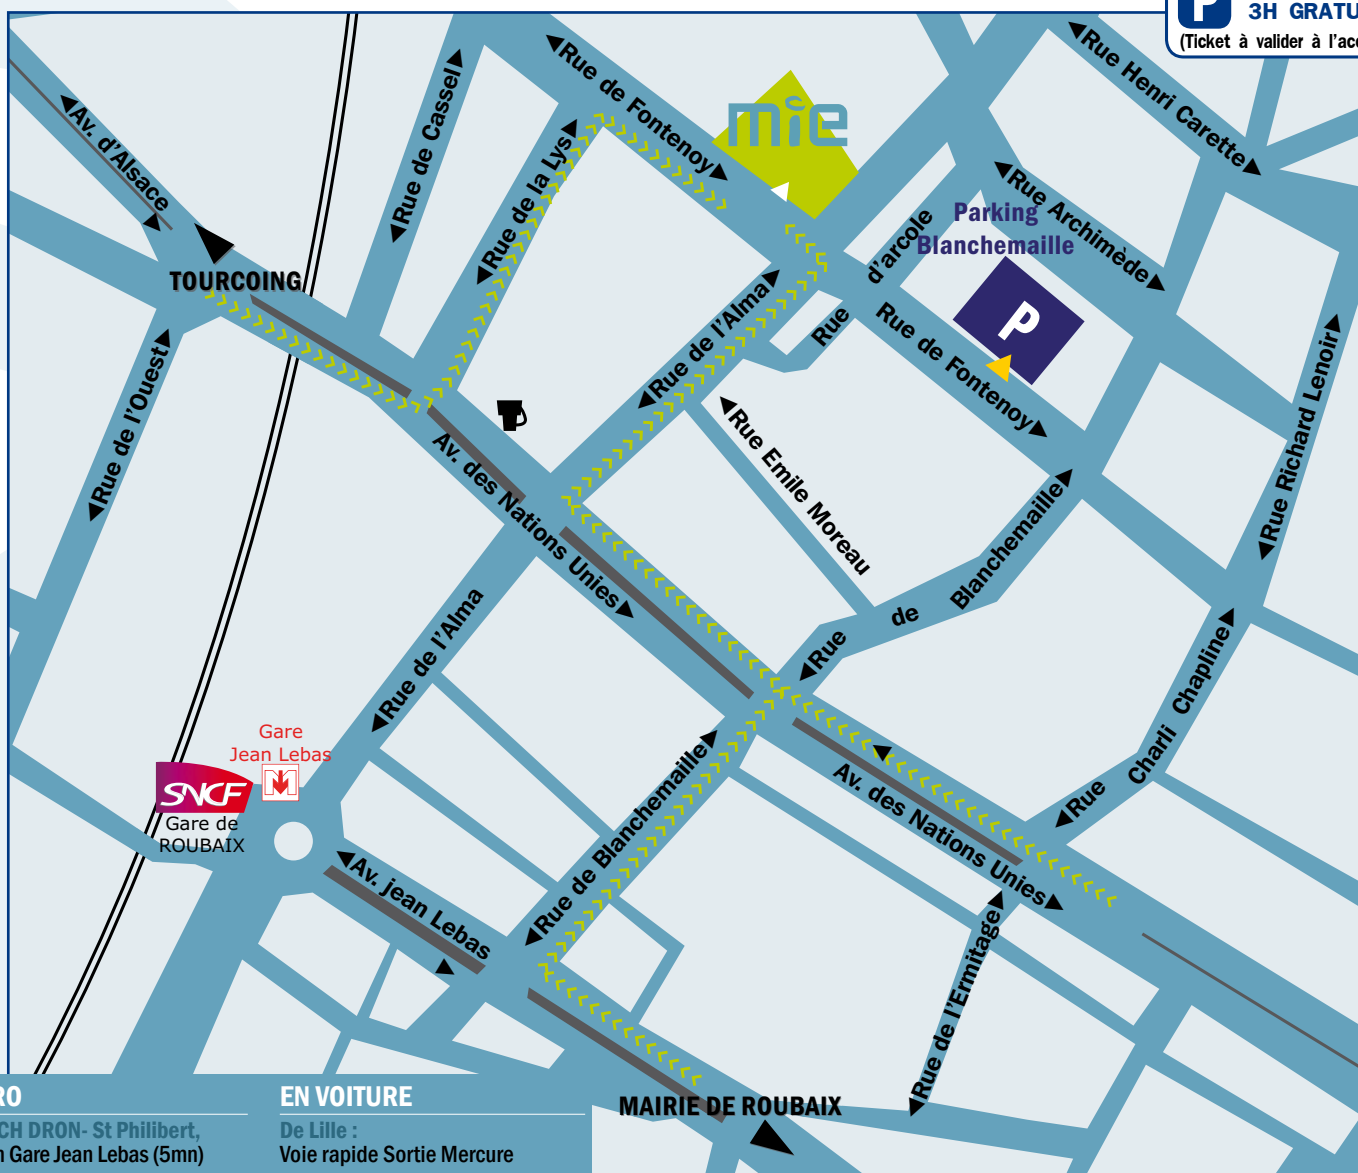 P
3H GRATU
(Ticket à valider à l'acc
Rue de Fontenoy
Rue Henri Carette
Av. d'Alsace
Rue de Cassel
mie
Rue de la Lys
Rue Archimède
Parking
Blanchemaille
d'arcole
Rue
TOURCOING
P
Rue de l'Alma
Rue de Fontenoy
Rue de l'Ouest
Rue Richard Lenoir
Rue Emile Moreau
Av. des Nations Unies
Rue de Blanchemaille
Rue de l'Alma
Rue Charli Chapline
Gare
Jean Lebas
M
SNCF
Gare de
ROUBAIX
Av. des Nations Unies
Rue de Blanchemaille
Av. jean Lebas
Rue de l'Ermitage
MAIRIE DE ROUBAIX
RO
CH DRON- St Philibert,
n Gare Jean Lebas (5mn)
EN VOITURE
De Lille :
Voie rapide Sortie Mercure